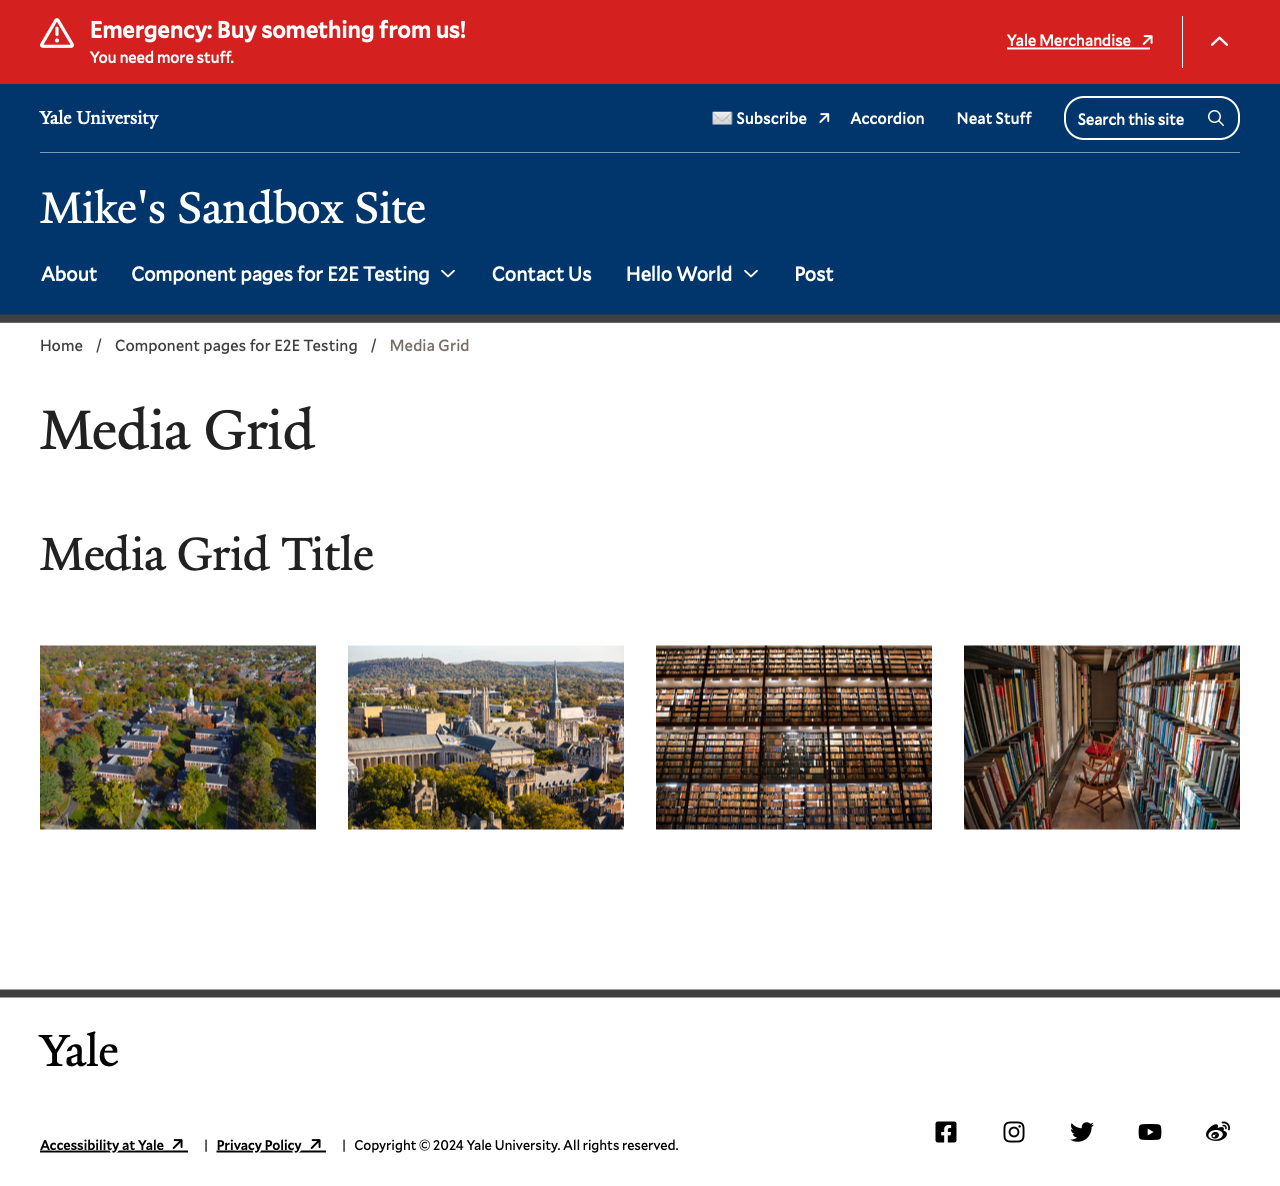 Emergency: Buy something from us!
You need more stuff.
Yale Merchandise
Yale University
Subscribe
Accordion
Neat Stuff
Search this site
Mike's Sandbox Site
About
Component pages for E2E Testing
Contact Us
Hello World
Post
Home / Component pages for E2E Testing / Media Grid
Media Grid
Media Grid Title
Yale
Accessibility at Yale | Privacy Policy | Copyright © 2024 Yale University. All rights reserved.